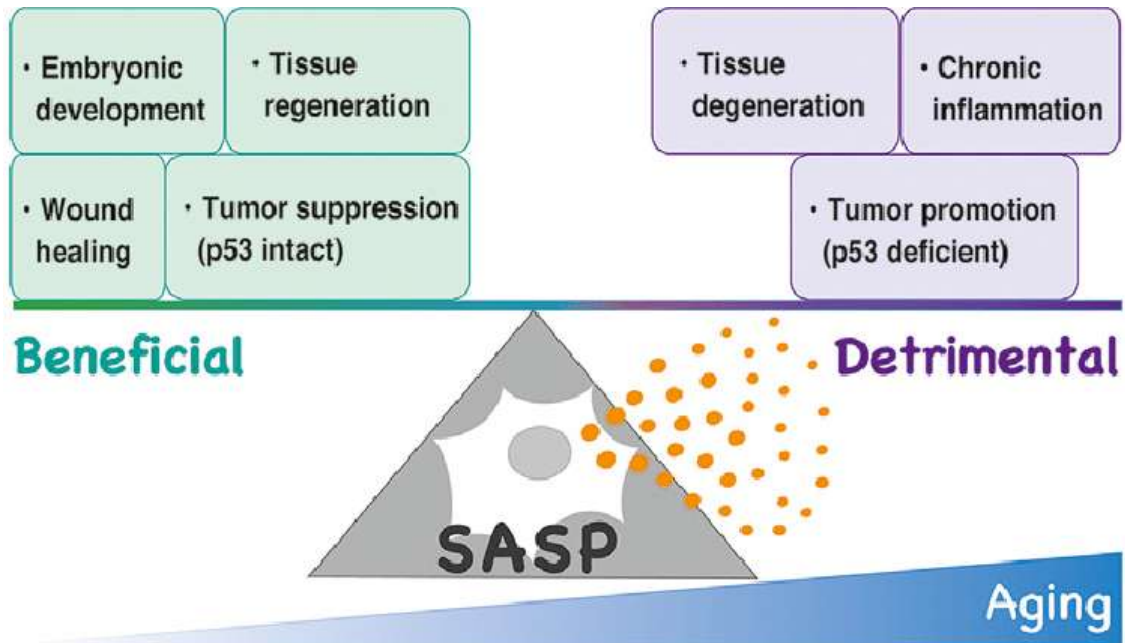 · Embryonic
development
· Tissue
regeneration
· Wound
healing
· Tumor suppression
(p53 intact)
· Tissue
degeneration
· Chronic
inflammation
· Tumor promotion
(p53 deficient)
Beneficial
Detrimental
SASP
Aging